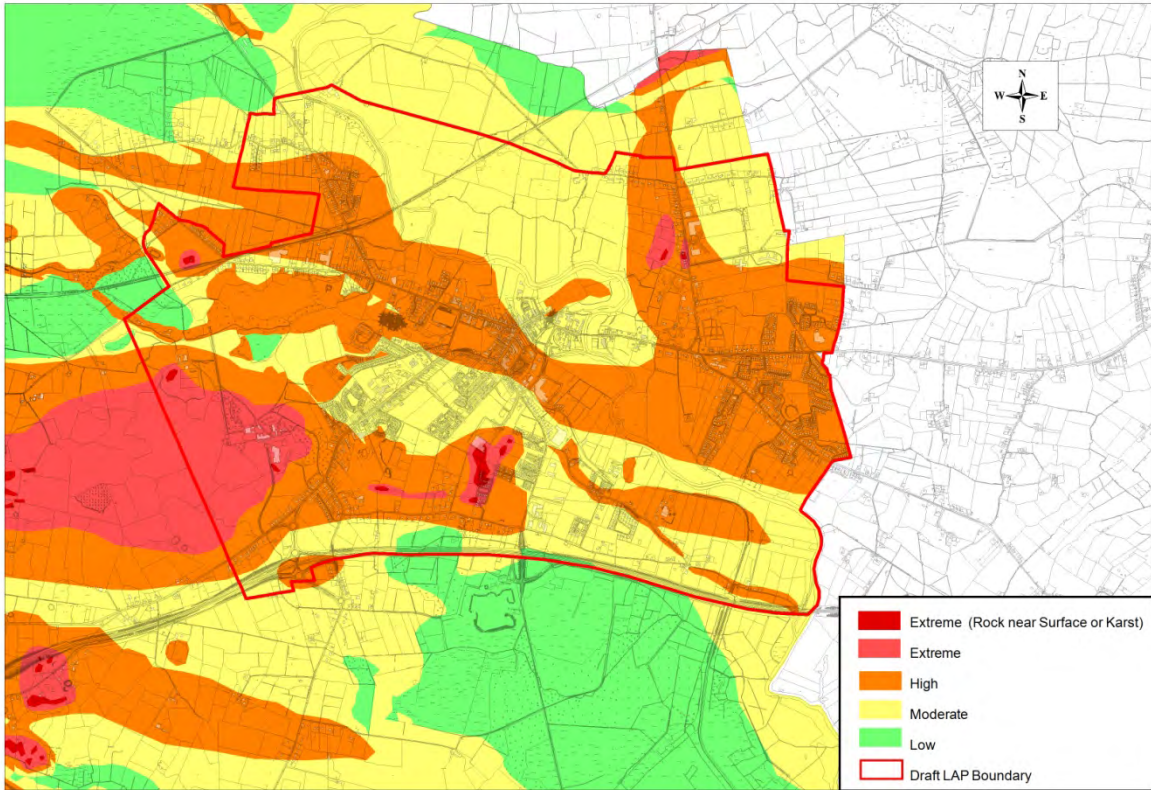 N
W E
S
Extreme (Rock near Surface or Karst)
Extreme
High
Moderate
Low
Draft LAP Boundary